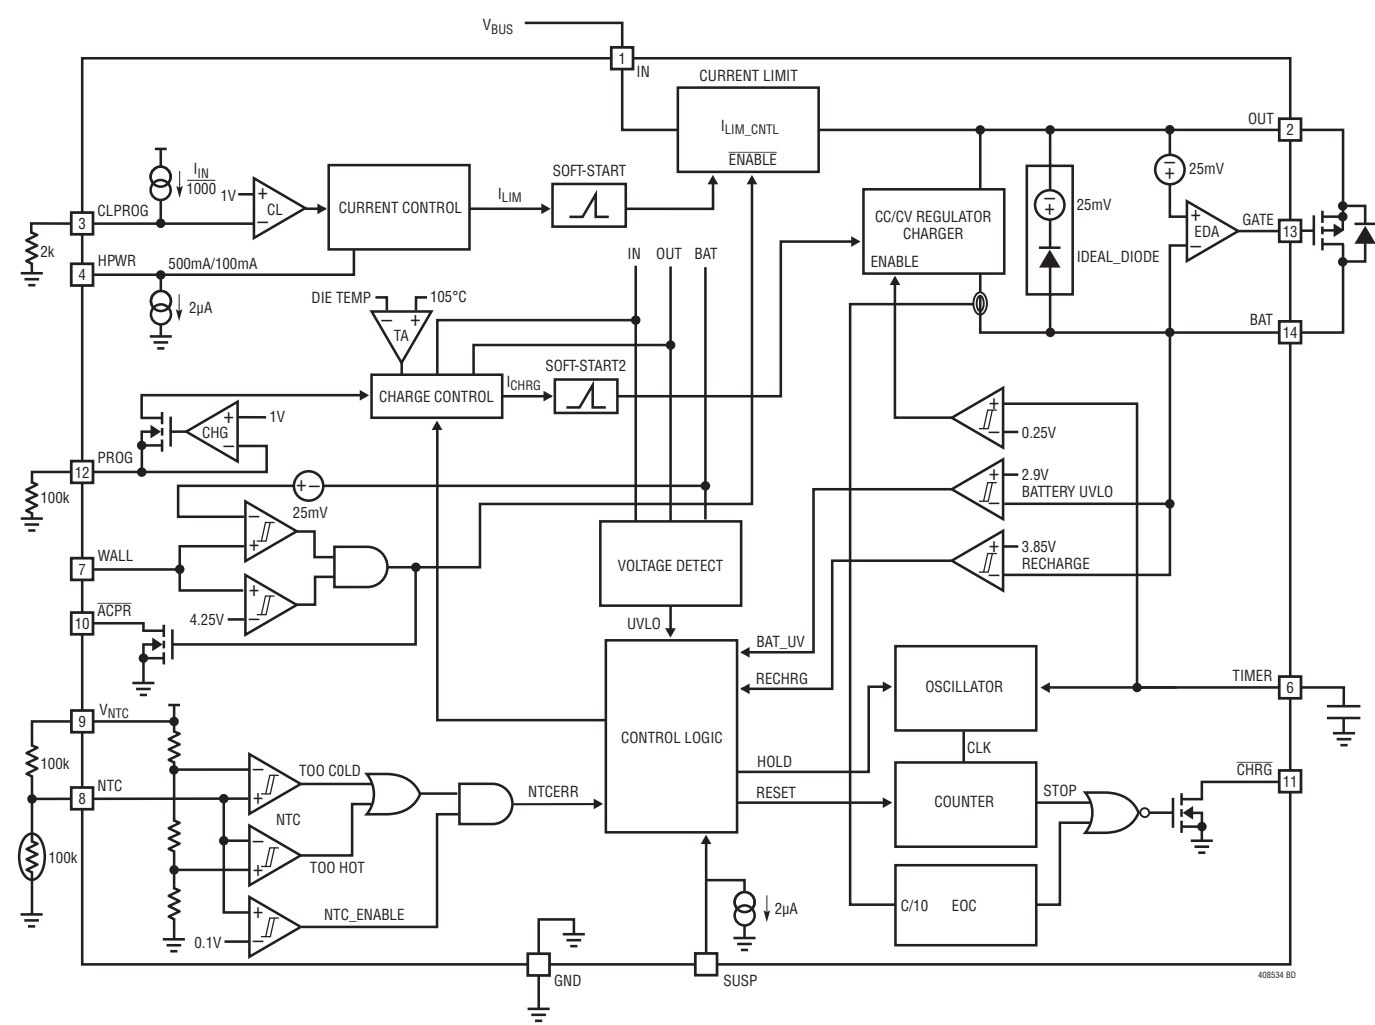 VBUS
1
IN
CURRENT LIMIT
ILIM_CNTL
ENABLE
OUT
2
IIN
1000
1V
+
−
CL
CLPROG
3
2k
CURRENT CONTROL
ILIM
SOFT-START
CC/CV REGULATOR
CHARGER
ENABLE
−
+
25mV
IDEAL_DIODE
−
+
25mV
+
−
EDA
GATE
13
HPWR
4
500mA/100mA
2µA
IN
OUT
BAT
DIE TEMP
105°C
−
+
TA
BAT
14
SOFT-START2
CHARGE CONTROL
ICHRG
+
−
CHG
1V
PROG
12
100k
+
−
0.25V
+ −
25mV
+
−
2.9V
BATTERY UVLO
−
+
WALL
7
+
−
4.25V
VOLTAGE DETECT
+
−
3.85V
RECHARGE
ACPR
10
UVLO
BAT_UV
RECHRG
OSCILLATOR
TIMER
6
VNTC
9
100k
CONTROL LOGIC
CLK
HOLD
RESET
COUNTER
STOP
CHRG
11
NTC
8
100k
−
+
TOO COLD
NTC
−
+
TOO HOT
NTCERR
+
−
0.1V
NTC_ENABLE
C/10
EOC
2µA
GND
SUSP
408534 BD